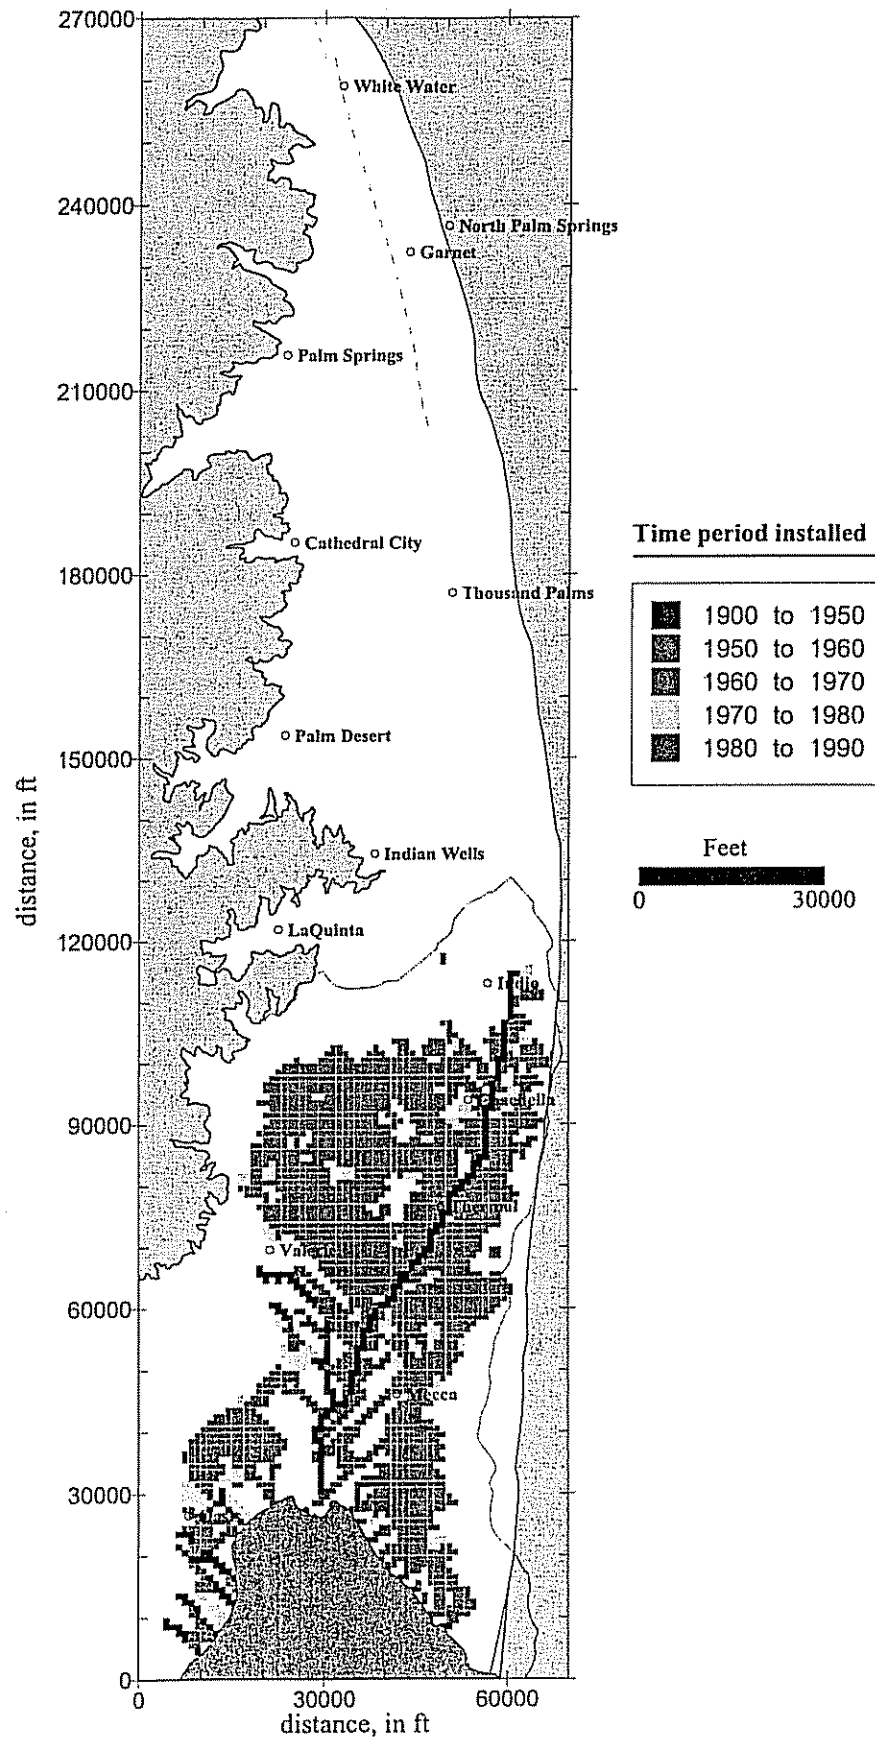 270000
White Water
240000
North Palm Springs
Garnet
Palm Springs
210000
Cathedral City
180000
Thousand Palms
Time period installed
1900 to 1950
1950 to 1960
1960 to 1970
1970 to 1980
1980 to 1990
Palm Desert
150000
Indian Wells
Feet
0 30000
LaQuinta
120000
Indio
distance, in ft
90000
Thermal
60000
Mecca
30000
0
0 30000 60000
distance, in ft